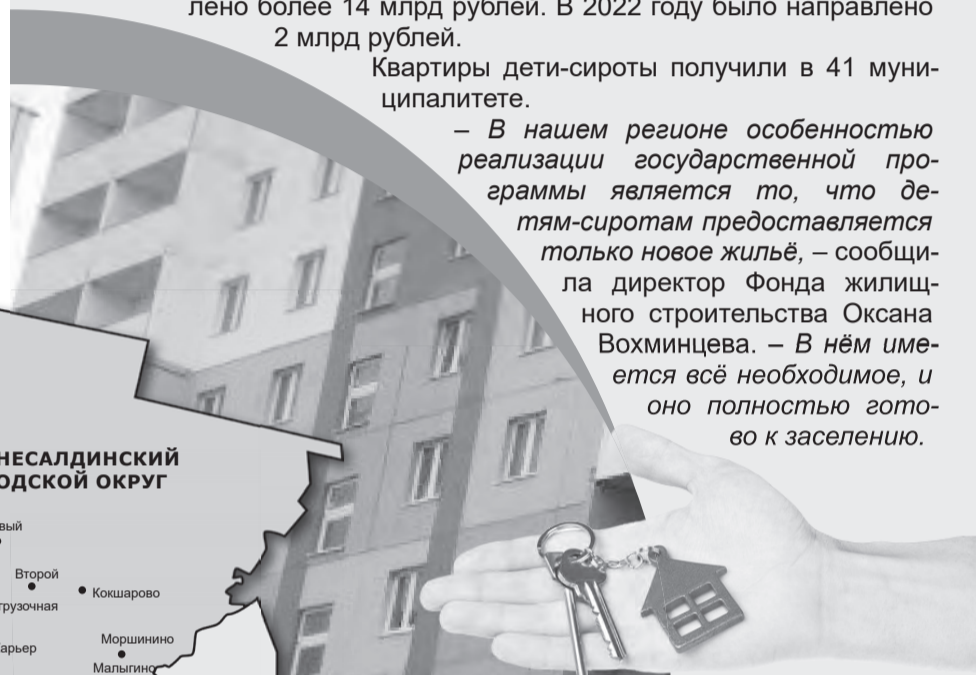 лено более 14 млрд рублей. В 2022 году было направлено
2 млрд рублей.
Квартиры дети-сироты получили в 41 муни-
ципалитете.
– В нашем регионе особенностью
реализации государственной про-
граммы является то, что де-
тям-сиротам предоставляется
только новое жильё, – сообщи-
ла директор Фонда жилищ-
ного строительства Оксана
Вохминцева. – В нём име-
ется всё необходимое, и
оно полностью гото-
во к заселению.
НЕСАЛДИНСКИЙ
ОДСКОЙ ОКРУГ
вый
Второй
Кокшарово
грузочная
Моршинино
арьер
Малыгино